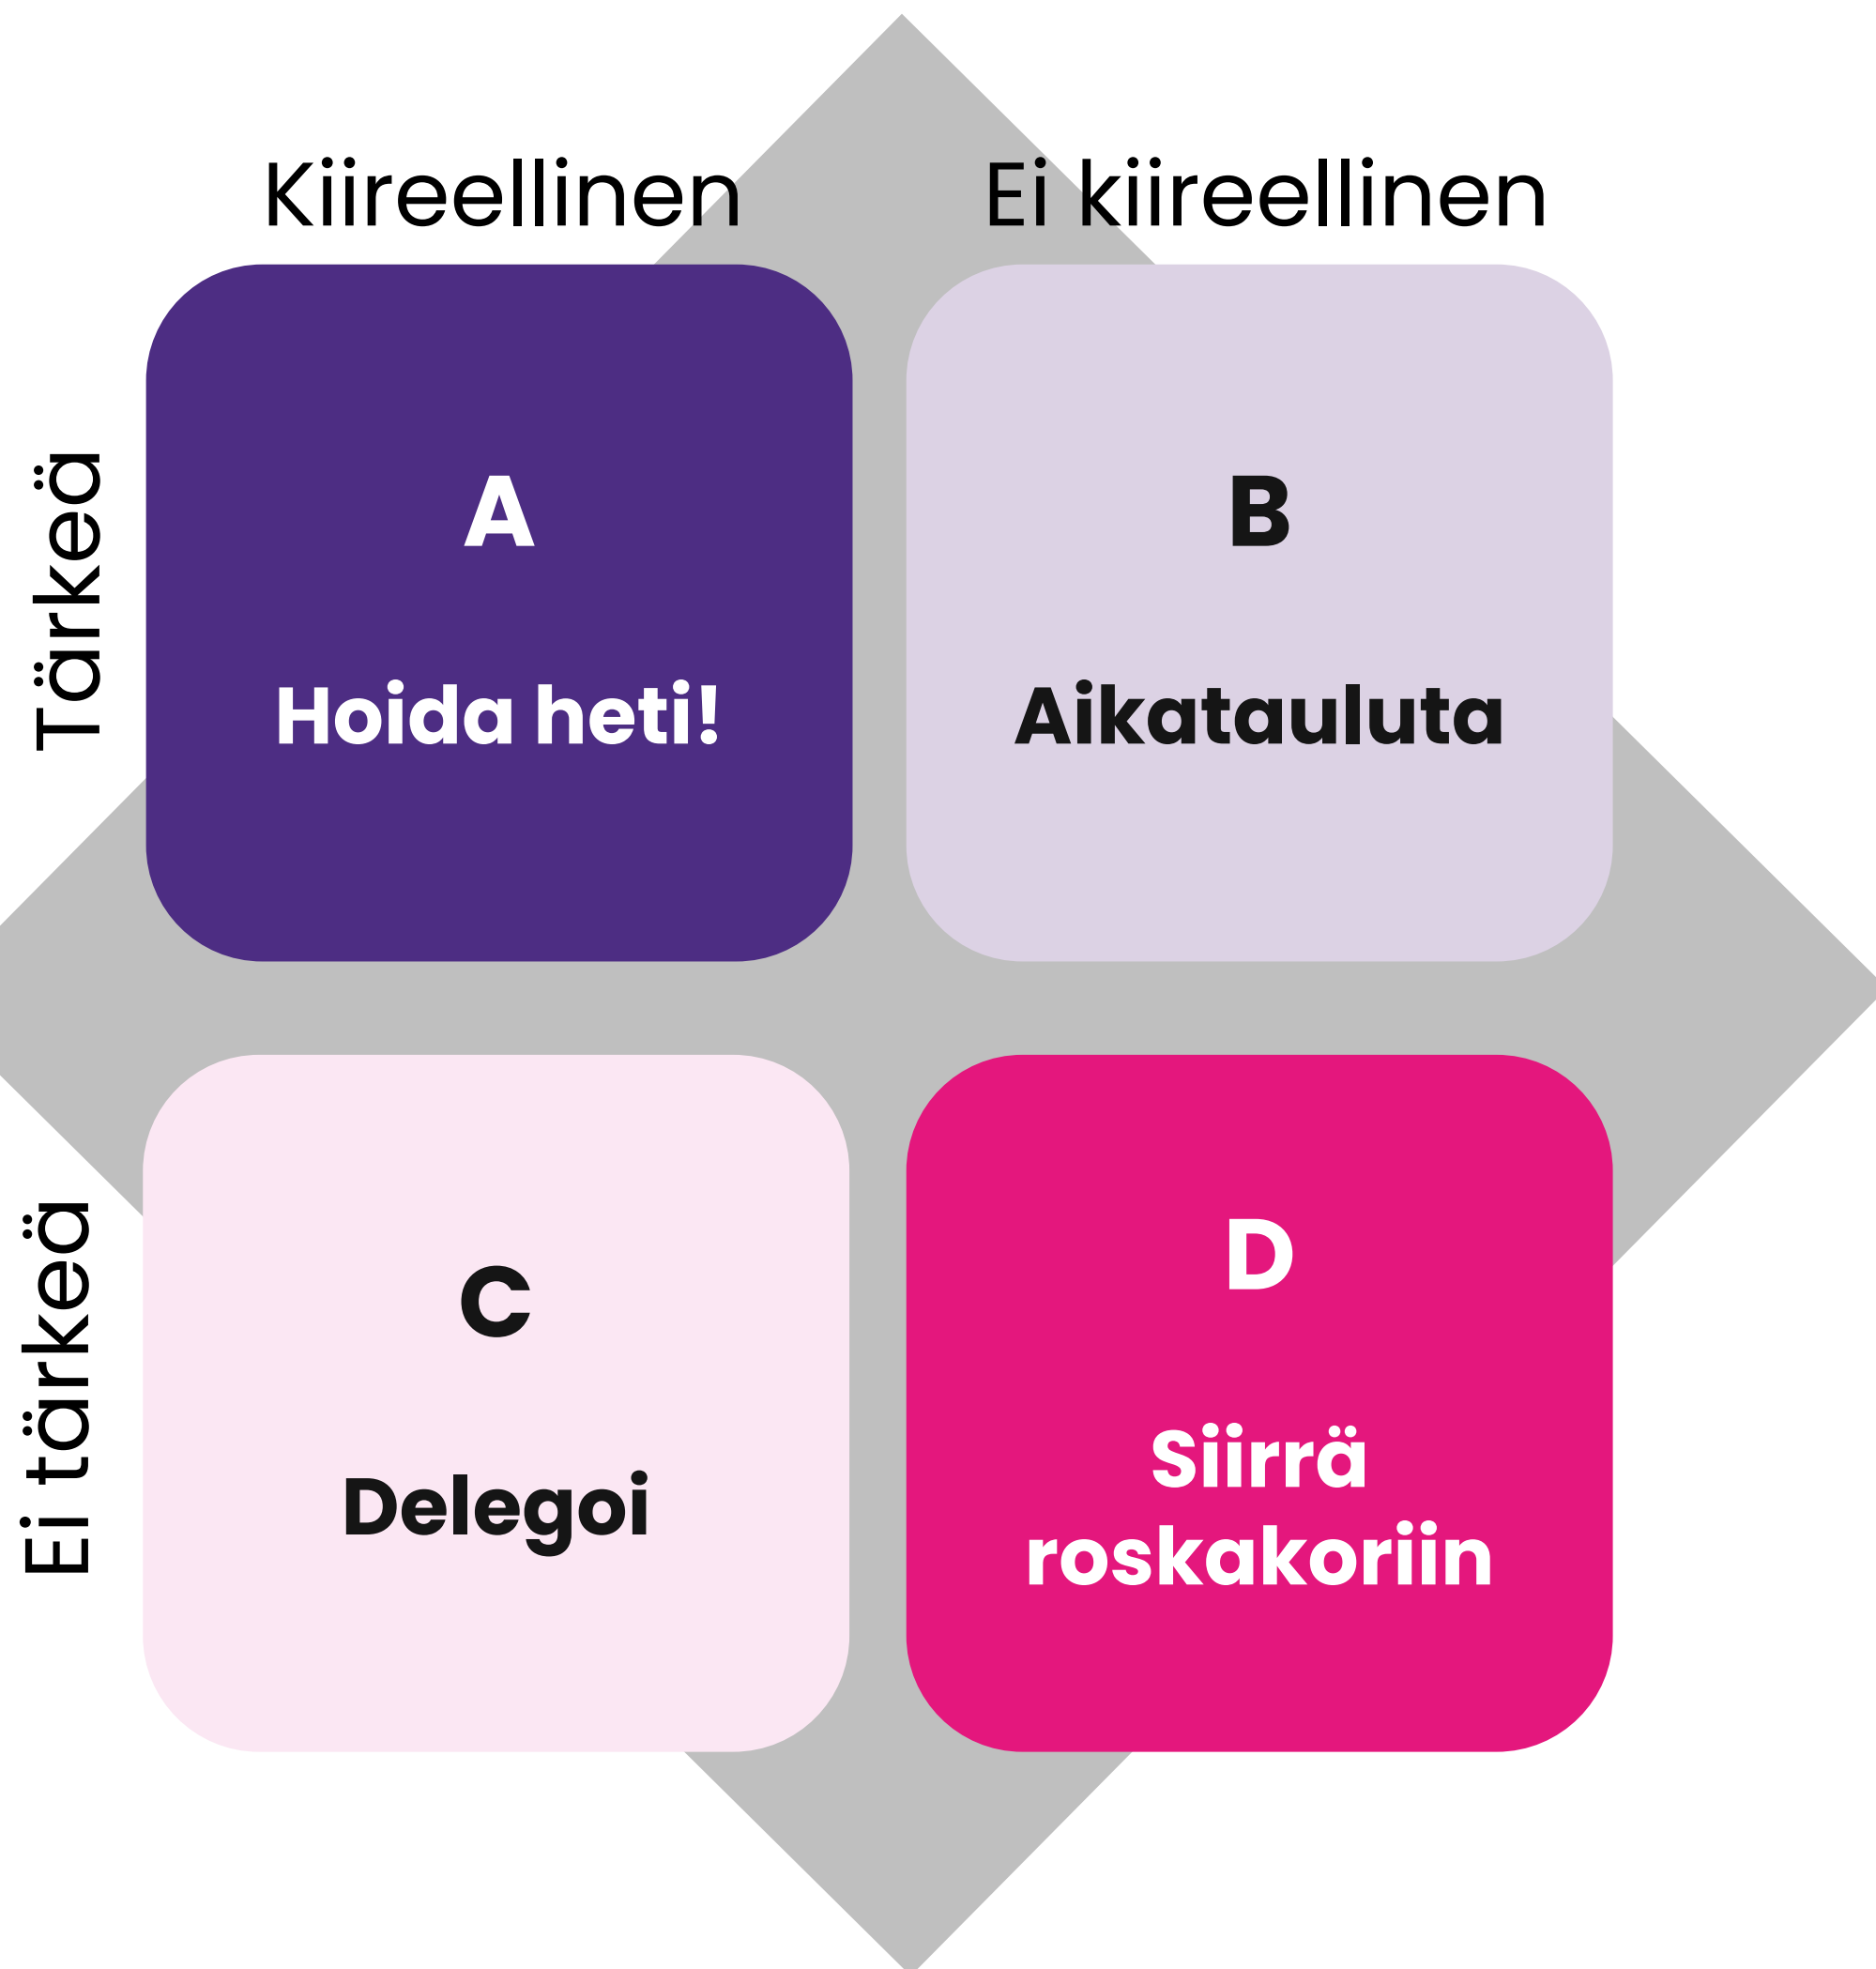 Kiireellinen
Ei kiireellinen
Tärkeä
A
Hoida heti!
B
Aikatauluta
Ei tärkeä
C
Delegoi
D
Siirrä
roskakoriin